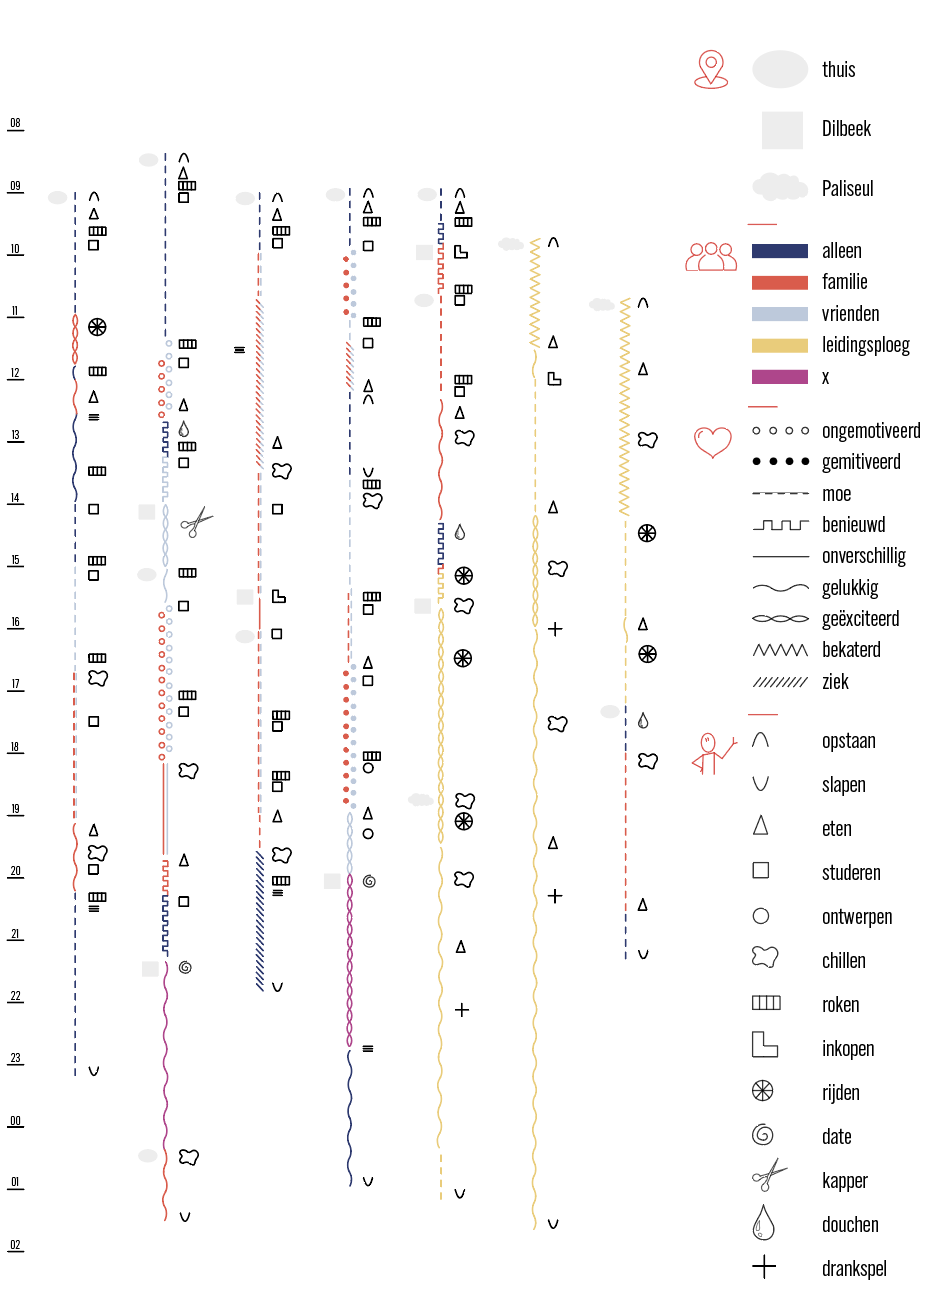 thuis
Dilbeek
08
Paliseul
09
alleen
10
familie
vrienden
11
leidingsploeg
12
x
ongemotiveerd
13
gemitiveerd
moe
14
benieuwd
15
onverschillig
gelukkig
16
geëxciteerd
bekaterd
17
ziek
18
opstaan
slapen
19
eten
20
studeren
ontwerpen
21
chillen
22
roken
23
inkopen
rijden
00
date
01
kapper
douchen
02
drankspel